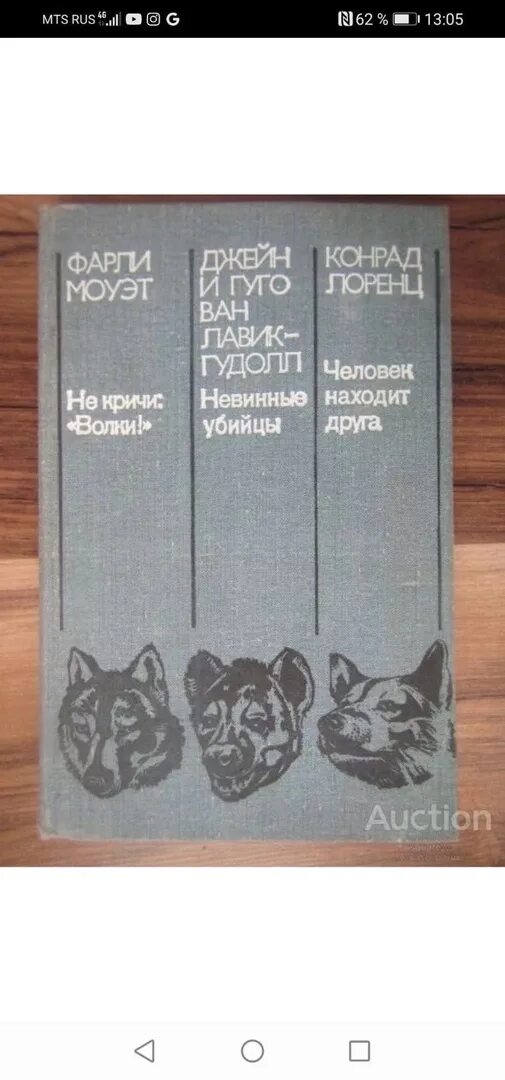 MTS RUS 4G 62 % 13:05
ФАРЛИ
МОУЭТ
Не кричи:
«Волки!»
ДЖЕЙН
И ГУГО
ВАН
ЛАВИК-
ГУДОЛЛ
Невинные
убийцы
КОНРАД
ЛОРЕНЦ
Человек
находит
друга
Auction